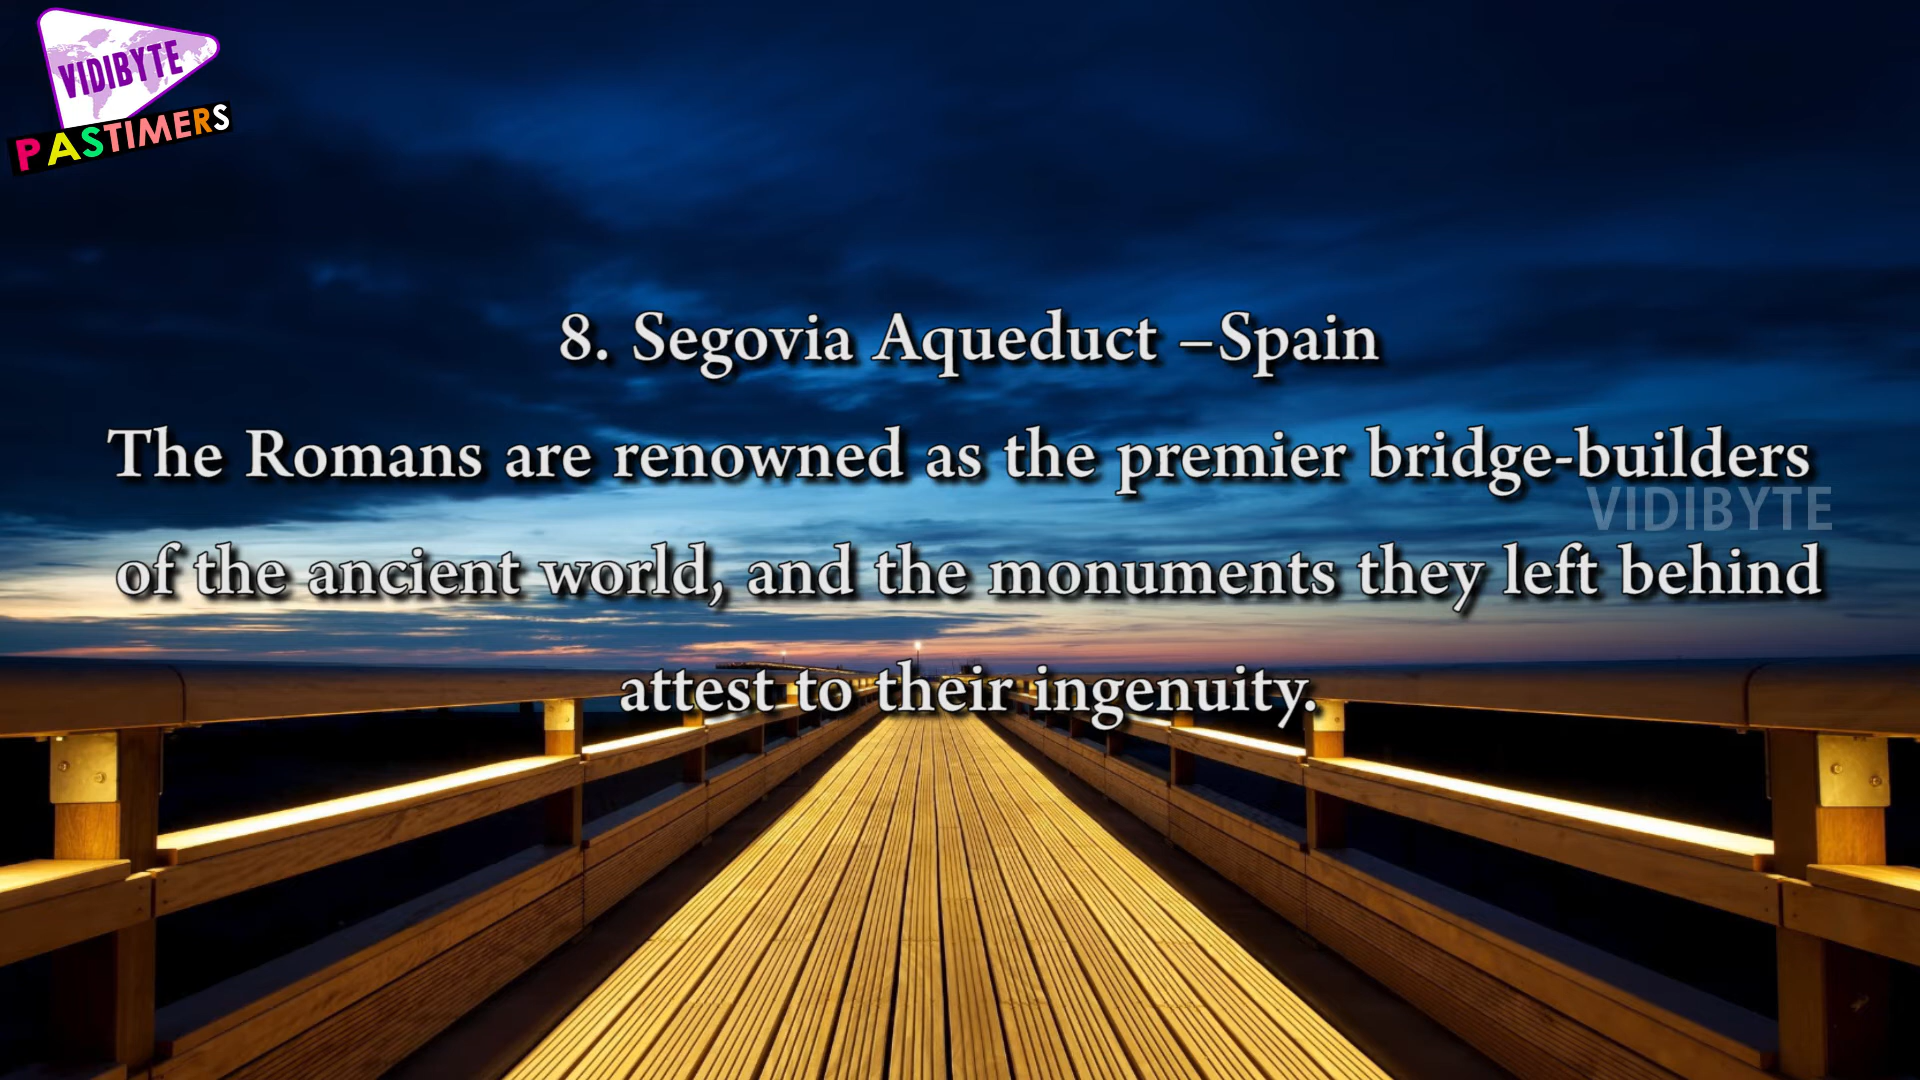 VIDIBYTE
PASTIMERS
8. Segovia Aqueduct –Spain
The Romans are renowned as the premier bridge-builders
VIDIBYTE
of the ancient world, and the monuments they left behind
attest to their ingenuity.